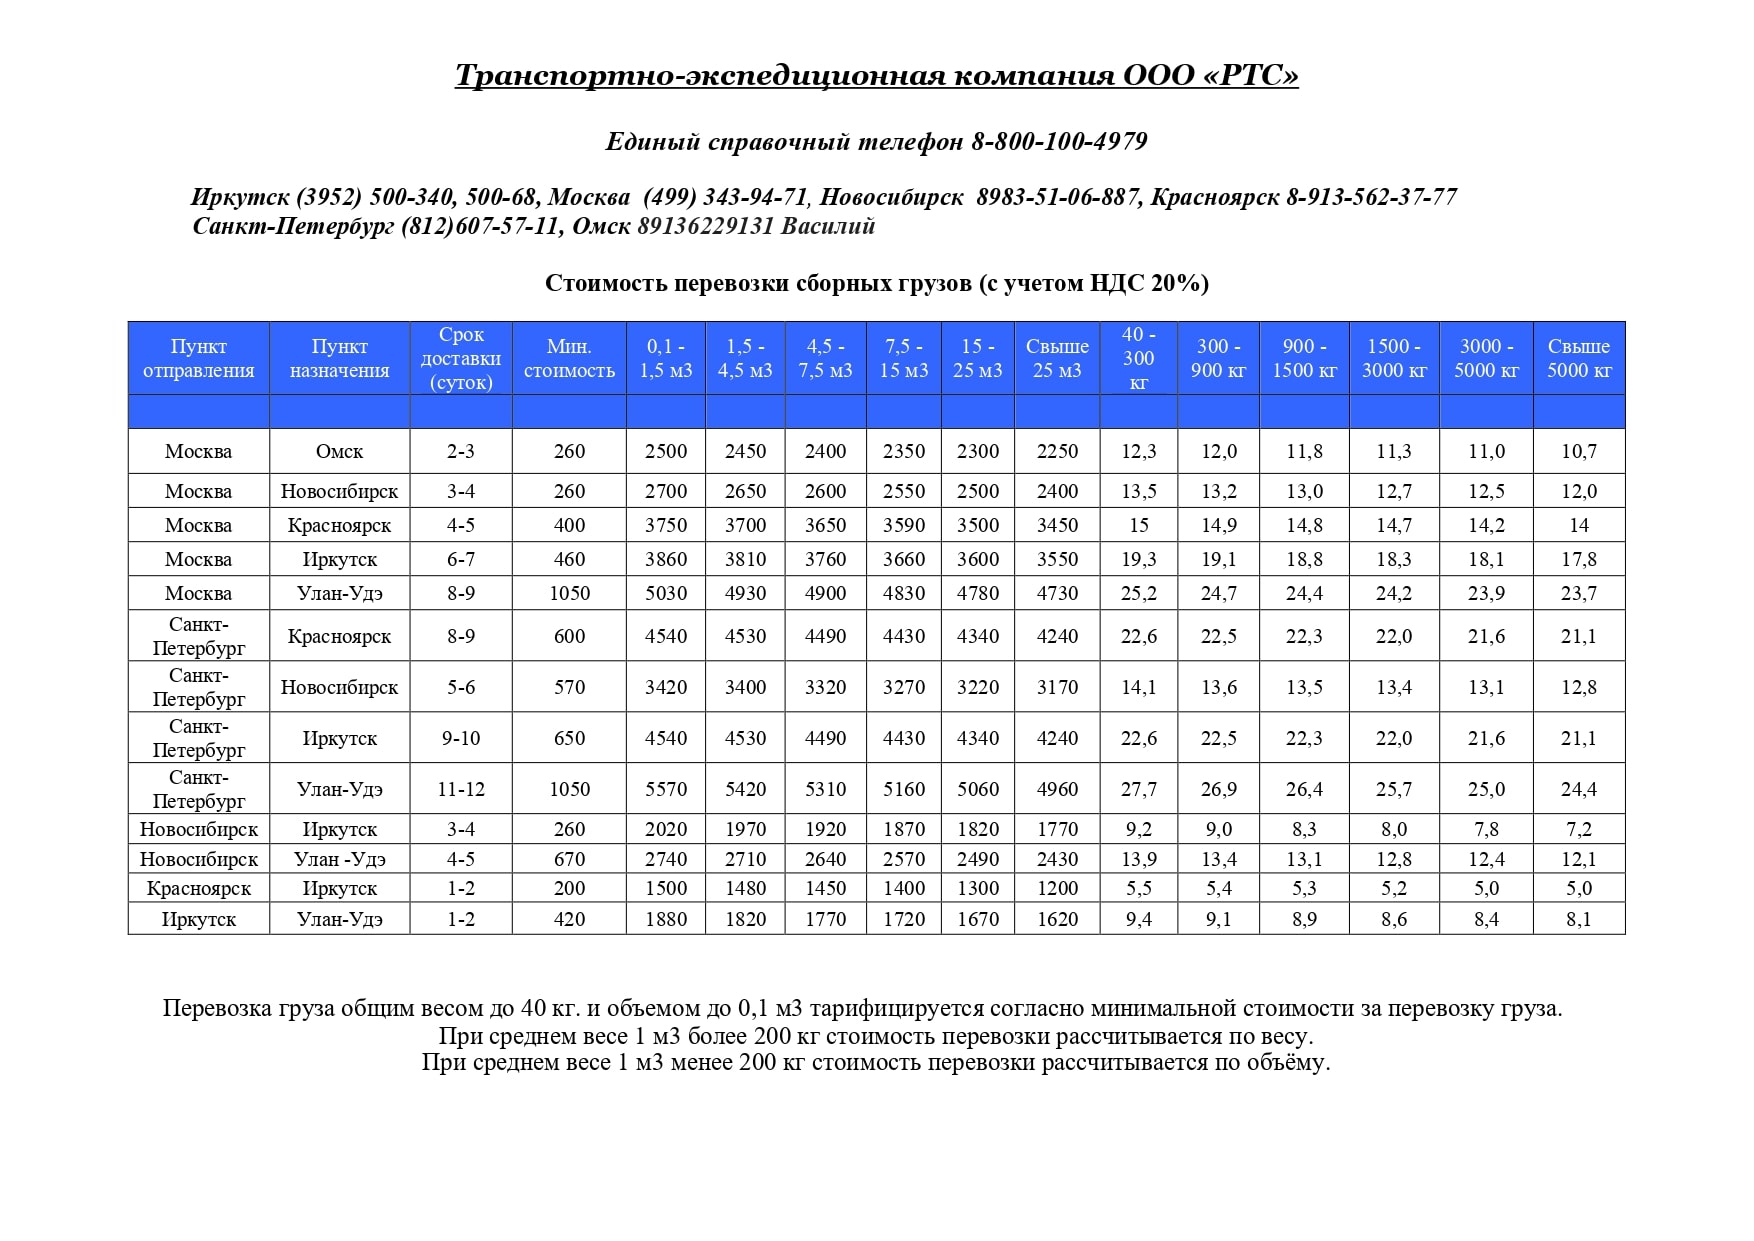 Транспортно-экспедиционная компания ООО «РТС»
Единый справочный телефон 8-800-100-4979
Иркутск (3952) 500-340, 500-68, Москва (499) 343-94-71, Новосибирск 8983-51-06-887, Красноярск 8-913-562-37-77
Санкт-Петербург (812)607-57-11, Омск 89136229131 Василий
Стоимость перевозки сборных грузов (с учетом НДС 20%)
Пункт отправления Пункт назначения Срок доставки (суток) Мин. стоимость 0,1 - 1,5 м3 1,5 - 4,5 м3 4,5 - 7,5 м3 7,5 - 15 м3 15 - 25 м3 Свыше 25 м3 40 - 300 кг 300 - 900 кг 900 - 1500 кг 1500 - 3000 кг 3000 - 5000 кг Свыше 5000 кг
Москва Омск 2-3 260 2500 2450 2400 2350 2300 2250 12,3 12,0 11,8 11,3 11,0 10,7
Москва Новосибирск 3-4 260 2700 2650 2600 2550 2500 2400 13,5 13,2 13,0 12,7 12,5 12,0
Москва Красноярск 4-5 400 3750 3700 3650 3590 3500 3450 15 14,9 14,8 14,7 14,2 14
Москва Иркутск 6-7 460 3860 3810 3760 3660 3600 3550 19,3 19,1 18,8 18,3 18,1 17,8
Москва Улан-Удэ 8-9 1050 5030 4930 4900 4830 4780 4730 25,2 24,7 24,4 24,2 23,9 23,7
Санкт-Петербург Красноярск 8-9 600 4540 4530 4490 4430 4340 4240 22,6 22,5 22,3 22,0 21,6 21,1
Санкт-Петербург Новосибирск 5-6 570 3420 3400 3320 3270 3220 3170 14,1 13,6 13,5 13,4 13,1 12,8
Санкт-Петербург Иркутск 9-10 650 4540 4530 4490 4430 4340 4240 22,6 22,5 22,3 22,0 21,6 21,1
Санкт-Петербург Улан-Удэ 11-12 1050 5570 5420 5310 5160 5060 4960 27,7 26,9 26,4 25,7 25,0 24,4
Новосибирск Иркутск 3-4 260 2020 1970 1920 1870 1820 1770 9,2 9,0 8,3 8,0 7,8 7,2
Новосибирск Улан -Удэ 4-5 670 2740 2710 2640 2570 2490 2430 13,9 13,4 13,1 12,8 12,4 12,1
Красноярск Иркутск 1-2 200 1500 1480 1450 1400 1300 1200 5,5 5,4 5,3 5,2 5,0 5,0
Иркутск Улан-Удэ 1-2 420 1880 1820 1770 1720 1670 1620 9,4 9,1 8,9 8,6 8,4 8,1
Перевозка груза общим весом до 40 кг. и объемом до 0,1 м3 тарифицируется согласно минимальной стоимости за перевозку груза.
При среднем весе 1 м3 более 200 кг стоимость перевозки рассчитывается по весу.
При среднем весе 1 м3 менее 200 кг стоимость перевозки рассчитывается по объёму.